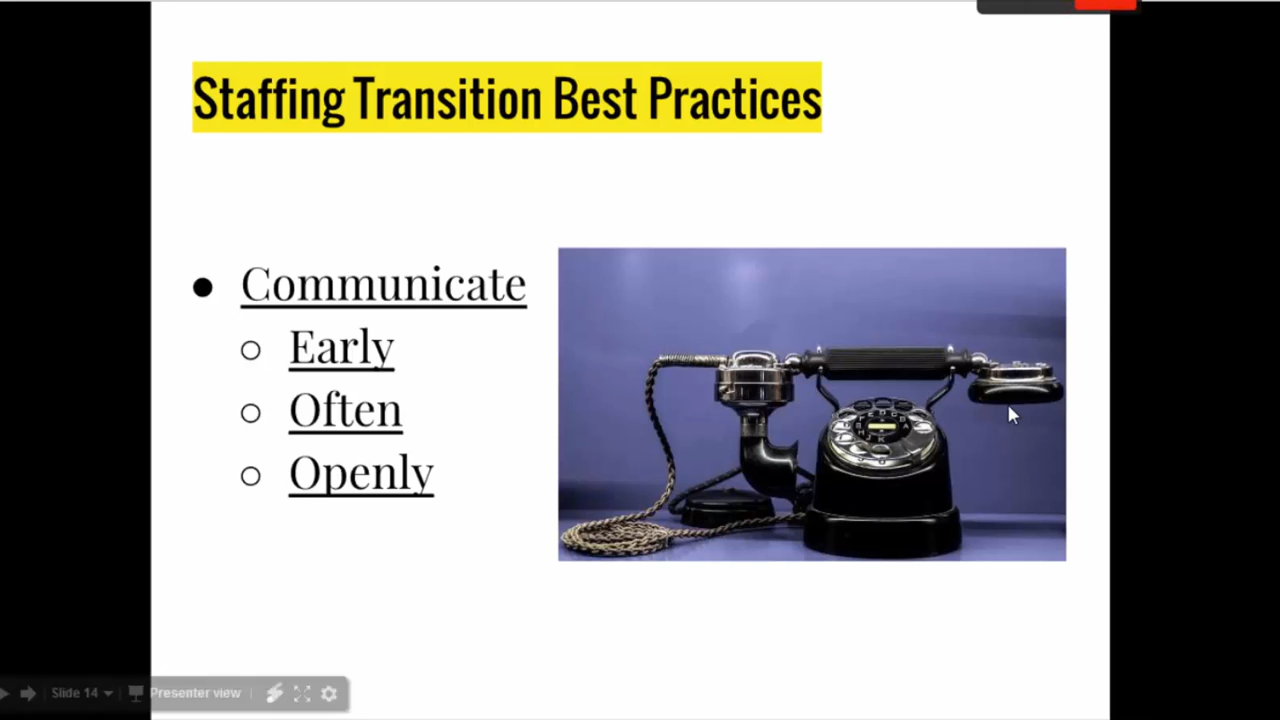 Staffing Transition Best Practices
● Communicate
○ Early
○ Often
○ Openly
Slide 14
Presenter view